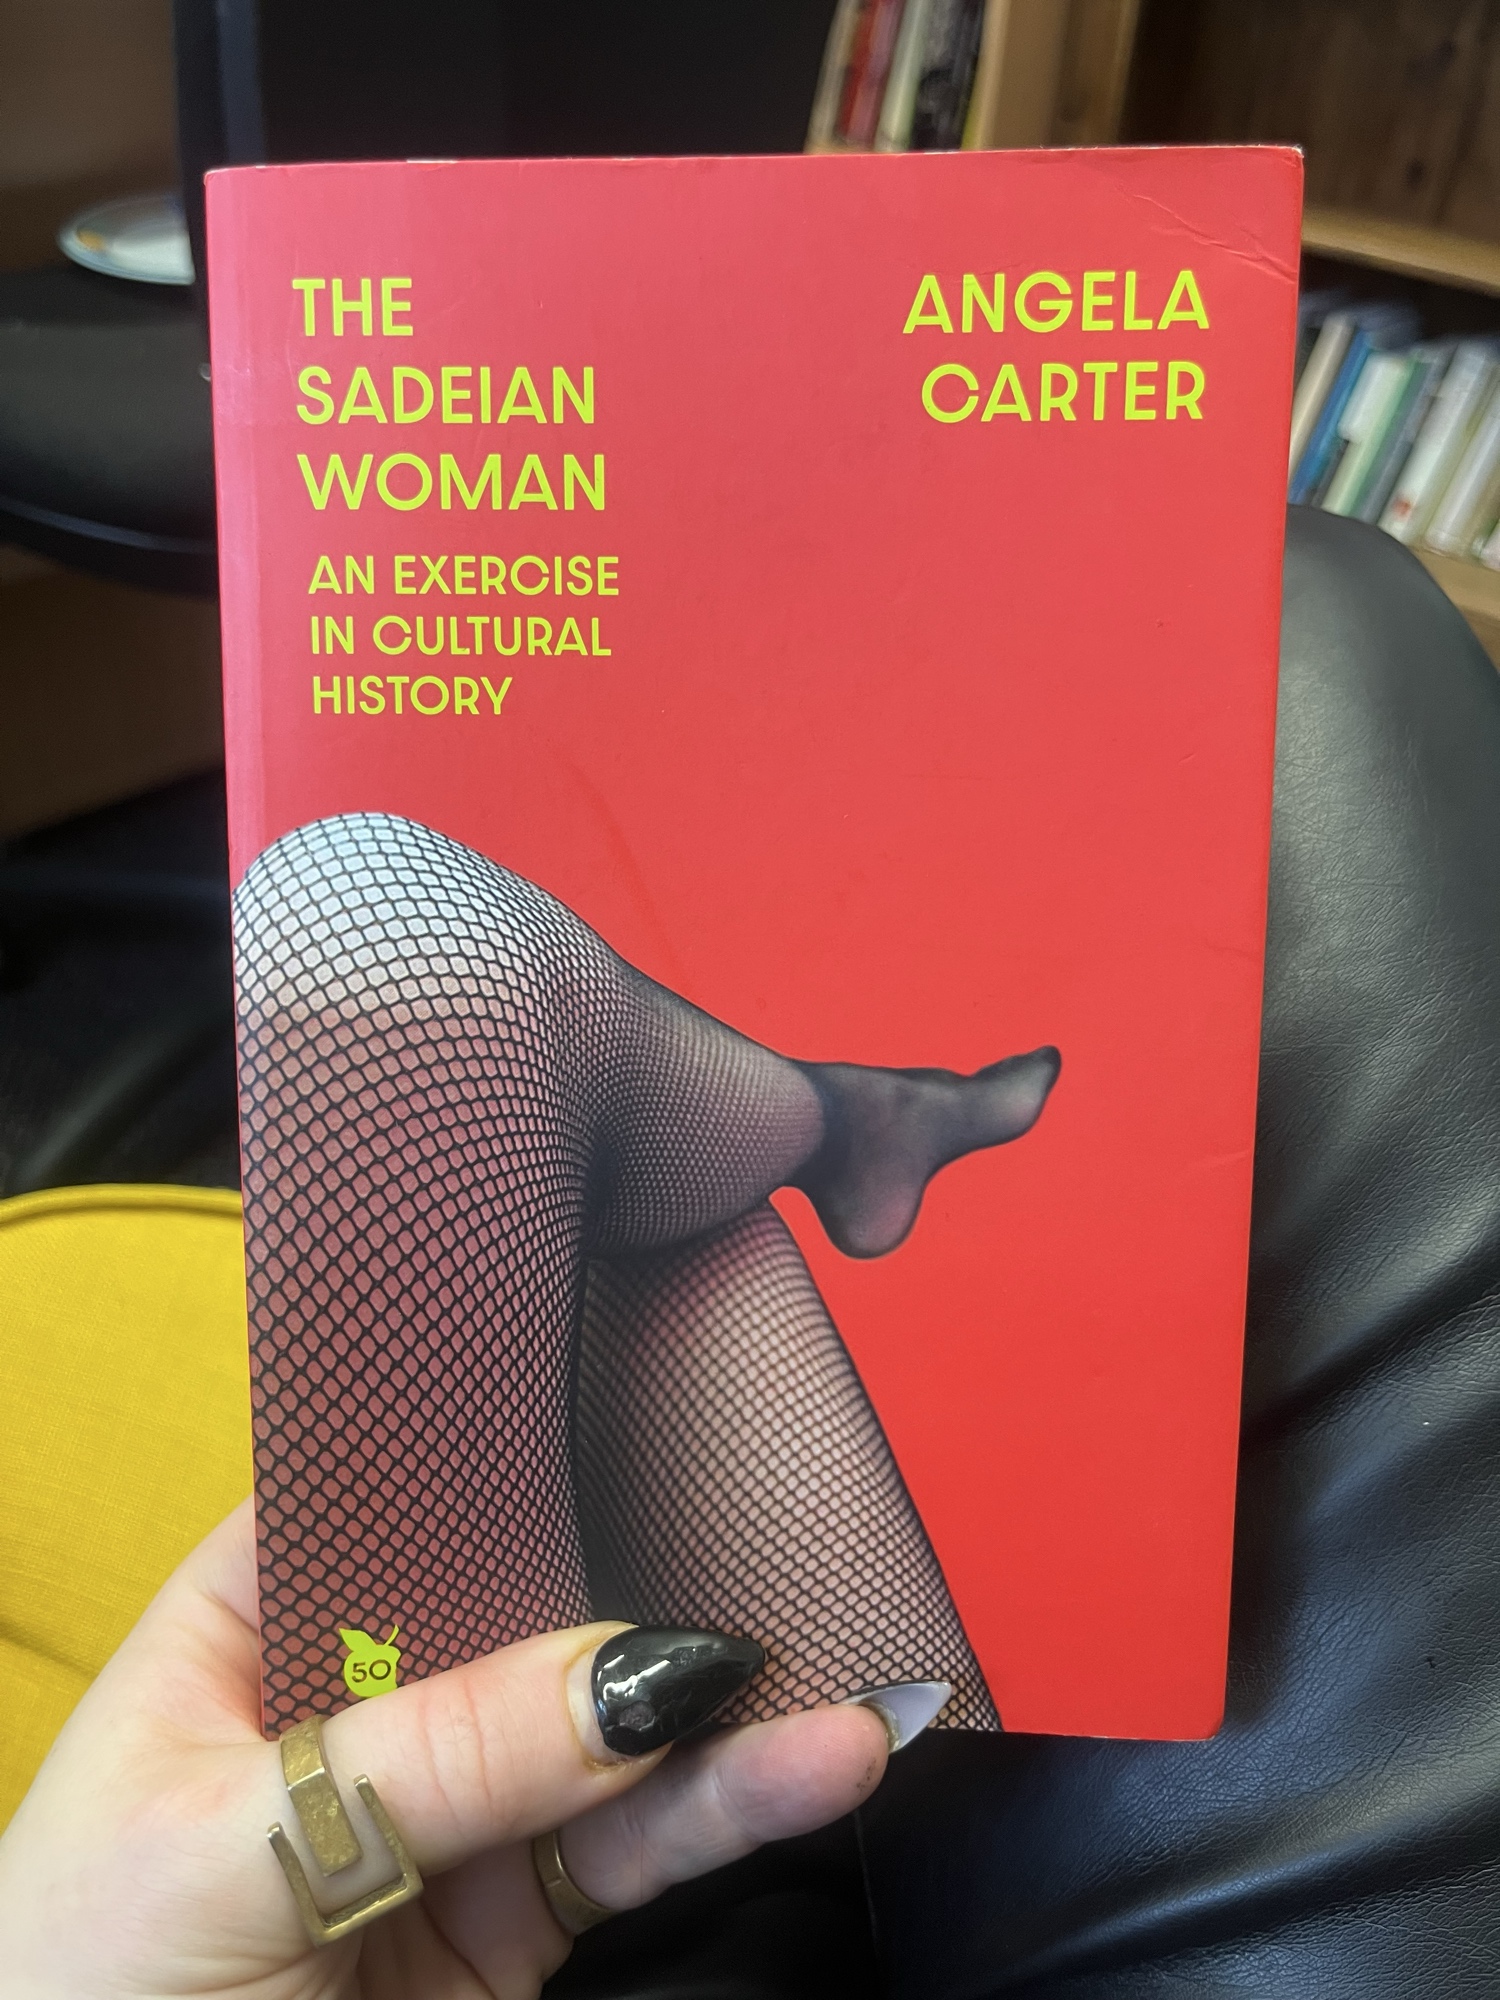 THE
SADEIAN
WOMAN
AN EXERCISE
IN CULTURAL
HISTORY
ANGELA
CARTER
50